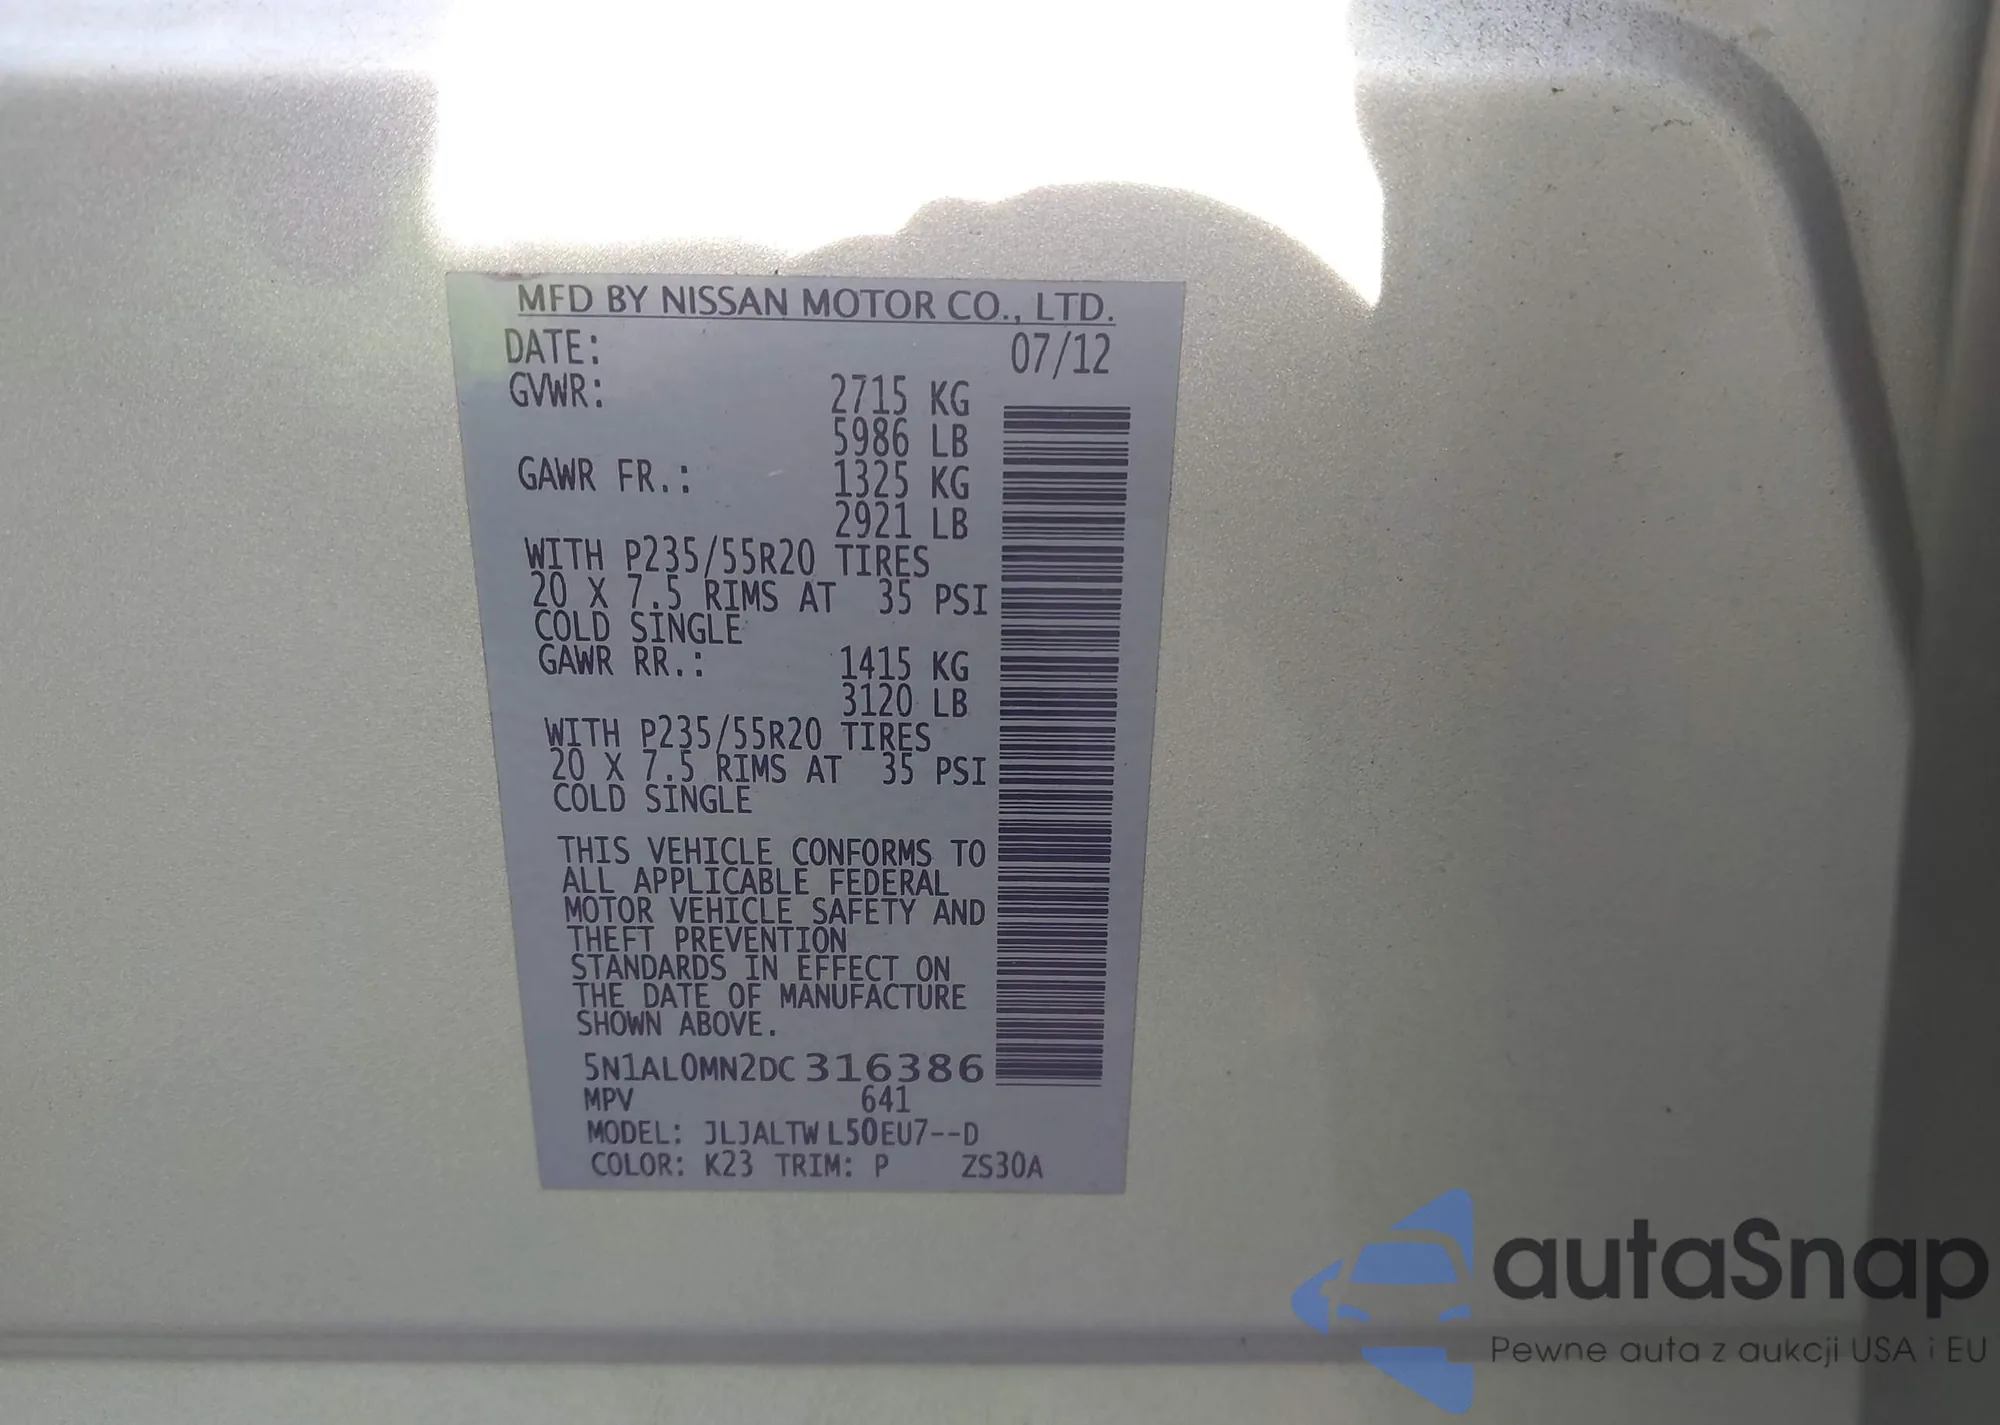 MFD BY NISSAN MOTOR CO., LTD.
DATE: 07/12
GVWR: 2715 KG
5986 LB
GAWR FR.: 1325 KG
2921 LB
WITH P235/55R20 TIRES
20 X 7.5 RIMS AT 35 PSI
COLD SINGLE
GAWR RR.: 1415 KG
3120 LB
WITH P235/55R20 TIRES
20 X 7.5 RIMS AT 35 PSI
COLD SINGLE
THIS VEHICLE CONFORMS TO
ALL APPLICABLE FEDERAL
MOTOR VEHICLE SAFETY AND
THEFT PREVENTION
STANDARDS IN EFFECT ON
THE DATE OF MANUFACTURE
SHOWN ABOVE.
5N1AL0MN2DC316386
MPV 641
MODEL: JLJALTWL50EU7--D
COLOR: K23 TRIM: P ZS30A
autaSnap
Pewne auta z aukcji USA i EU